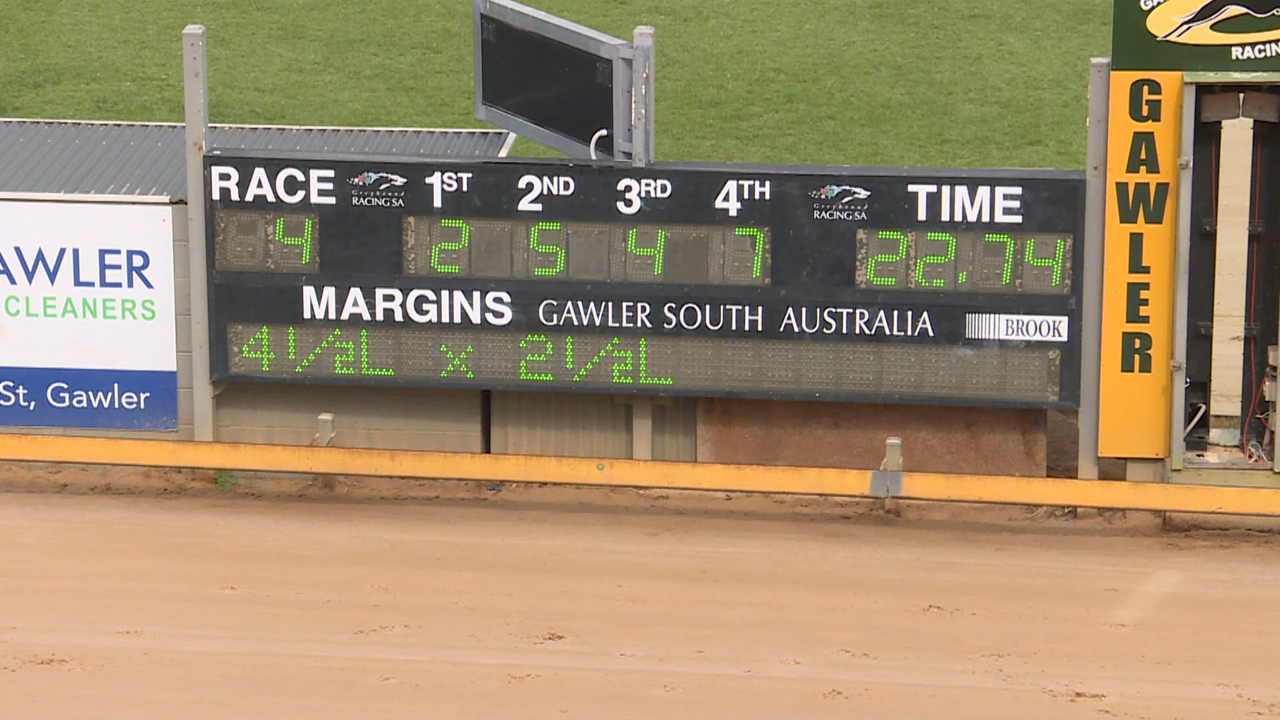 RACE Greyhound RACING SA 1ST 2ND 3RD 4TH Greyhound RACING SA TIME
4 2 5 4 7 22.74
MARGINS GAWLER SOUTH AUSTRALIA BROOK
4 1/2L x 2 1/2L
AWLER
CLEANERS
St, Gawler
RACIN
GAWLER